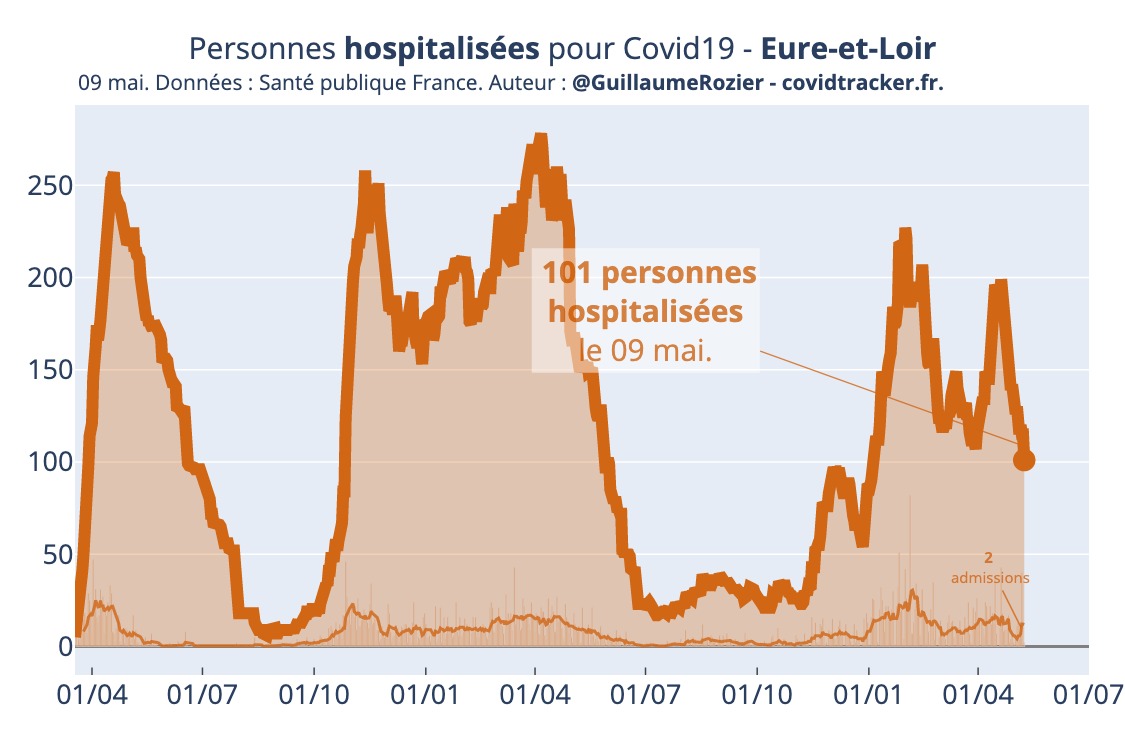 Personnes hospitalisées pour Covid19 - Eure-et-Loir
09 mai. Données : Santé publique France. Auteur : @GuillaumeRozier - covidtracker.fr.
250
200
150
100
50
0
101 personnes
hospitalisées
le 09 mai.
2
admissions
01/04 01/07 01/10 01/01 01/04 01/07 01/10 01/01 01/04 01/07